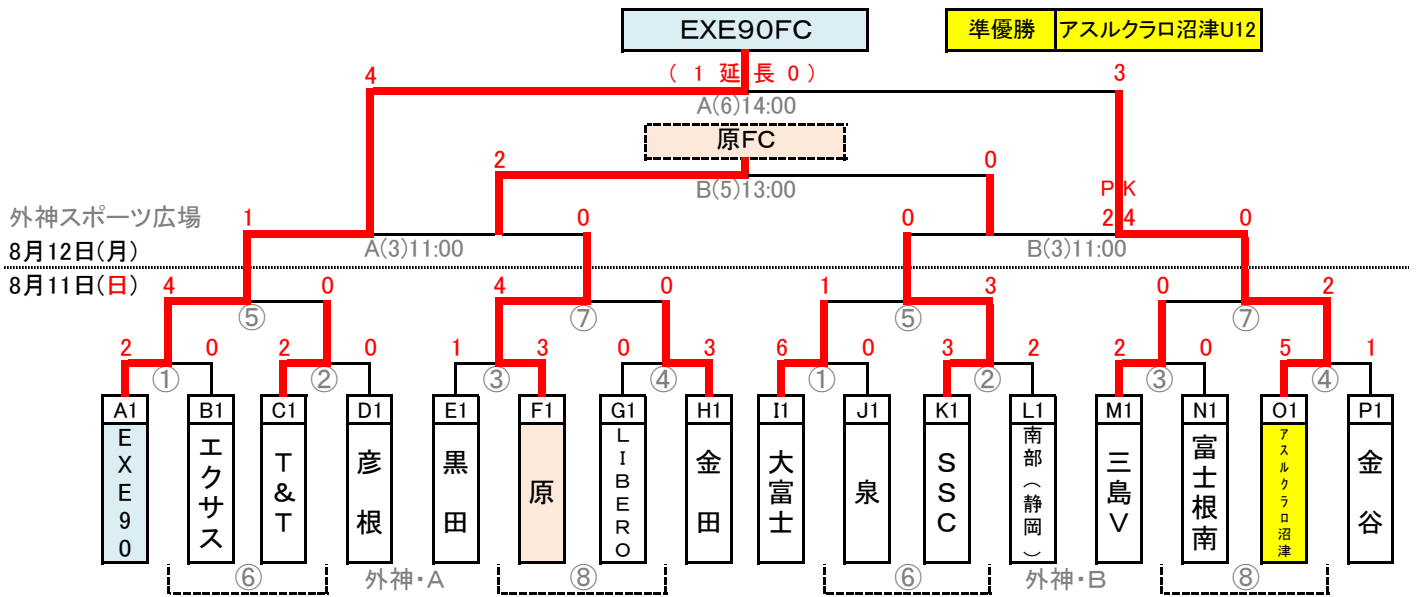 EXE90FC
準優勝 アスルクラロ沼津U12
4 ( 1 延長 0 ) 3
A(6)14:00
原FC
2 0
B(5)13:00
PK
外神スポーツ広場 1 0 0 2 4 0
8月12日(月) A(3)11:00 B(3)11:00
8月11日(日) 4 0 4 0 1 3 0 2
⑤ ⑦ ⑤ ⑦
2 0 2 0 1 3 0 3 6 0 3 2 2 0 5 1
① ② ③ ④ ① ② ③ ④
A1 B1 C1 D1 E1 F1 G1 H1 I1 J1 K1 L1 M1 N1 O1 P1
EXE90
エクサス
T&T
彦根
黒田
原
LIBERO
金田
大富士
泉
SSC
南部(静岡)
三島V
富士根南
アスルクラロ沼津
金谷
⑥ 外神・A ⑧ ⑥ 外神・B ⑧